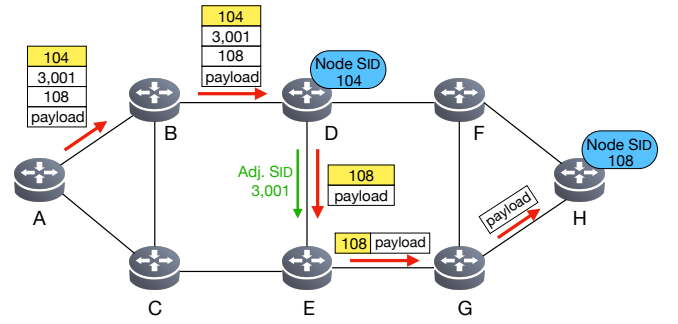 104
3,001
108
payload
104
3,001
108
payload
Node SID
104
B
D
F
Node SID
108
Adj. SID
3,001
108
payload
A
payload
H
108 payload
C
E
G